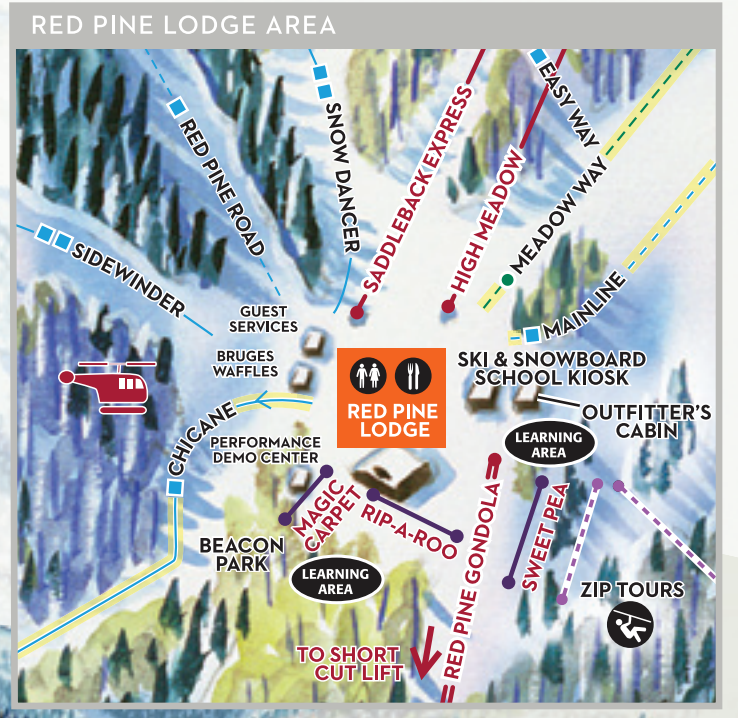 RED PINE LODGE AREA
EASY WAY
SNOW DANCER
SADDLEBACK EXPRESS
RED PINE ROAD
HIGH MEADOW
MEADOW WAY
SIDEWINDER
MAINLINE
GUEST
SERVICES
BRUGES
WAFFLES
SKI & SNOWBOARD
SCHOOL KIOSK
RED PINE
LODGE
OUTFITTER'S
CABIN
CHICANE
LEARNING
AREA
PERFORMANCE
DEMO CENTER
MAGIC
CARPET
RIP-A-ROO
RED PINE GONDOLA
SWEET PEA
BEACON
PARK
LEARNING
AREA
ZIP TOURS
TO SHORT
CUT LIFT